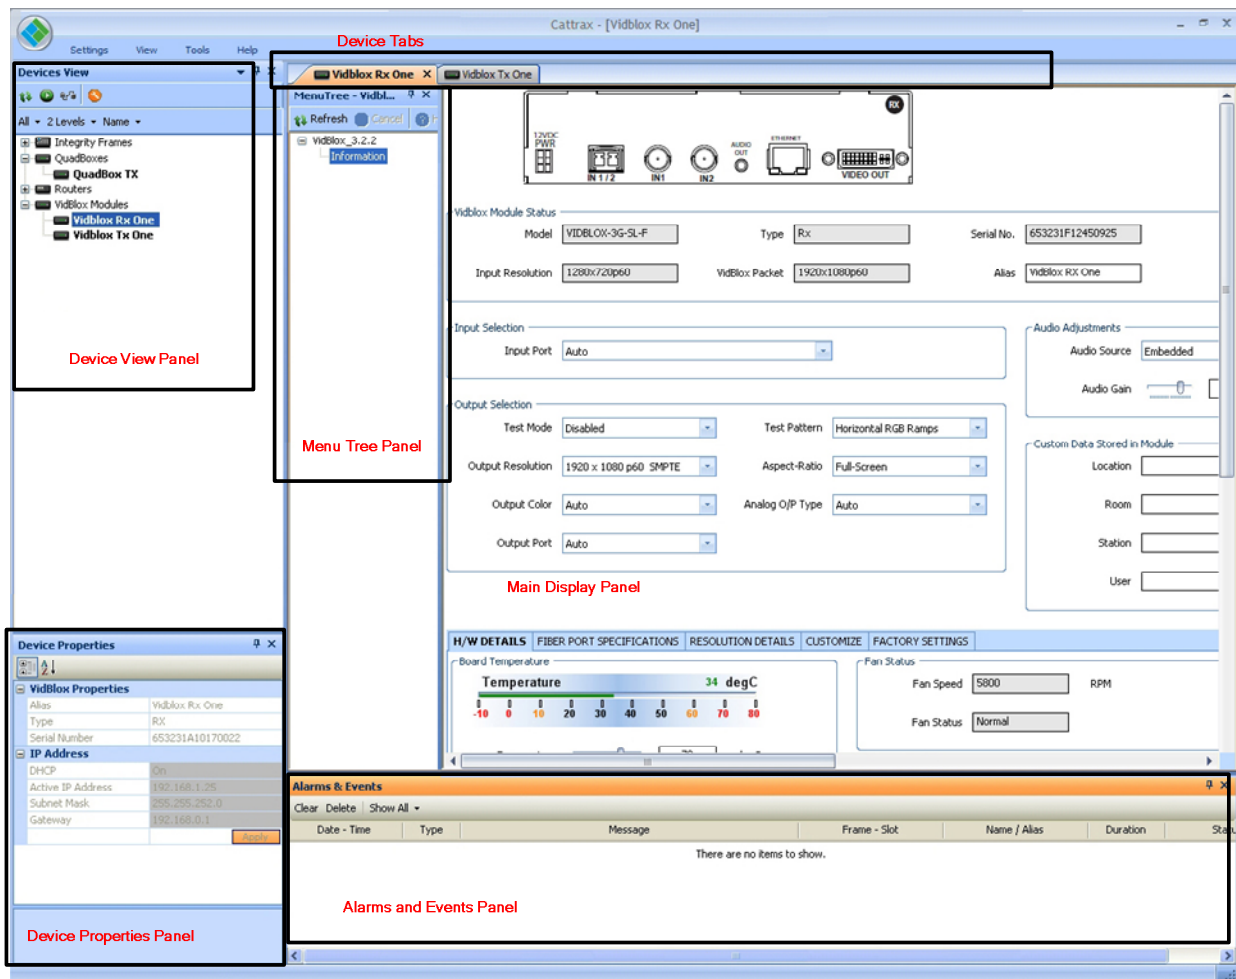 Cattrax - [Vidblox Rx One]
Settings View Tools Help
Device Tabs
Devices View
Vidblox Rx One X Vidblox Tx One
MenuTree - Vidbl...
Refresh Cancel
All 2 Levels Name
Integrity Frames
QuadBoxes
QuadBox TX
Routers
VidBlox Modules
Vidblox Rx One
Vidblox Tx One
Device View Panel
VidBlox_3.2.2
Information
Menu Tree Panel
RX
12VDC
PWR
IN 1 / 2
IN1
IN2
AUDIO
OUT
ETHERNET
VIDEO OUT
Vidblox Module Status
Model VIDBLOX-3G-SL-F Type Rx Serial No. 653231F12450925
Input Resolution 1280x720p60 VidBlox Packet 1920x1080p60 Alias VidBlox RX One
Input Selection
Input Port Auto
Audio Adjustments
Audio Source Embedded
Audio Gain
Output Selection
Test Mode Disabled Test Pattern Horizontal RGB Ramps
Output Resolution 1920 x 1080 p60 SMPTE Aspect-Ratio Full-Screen
Output Color Auto Analog O/P Type Auto
Output Port Auto
Custom Data Stored in Module
Location
Room
Station
User
Main Display Panel
H/W DETAILS FIBER PORT SPECIFICATIONS RESOLUTION DETAILS CUSTOMIZE FACTORY SETTINGS
Board Temperature
Temperature 34 degC
-10 0 10 20 30 40 50 60 70 80
Fan Status
Fan Speed 5800 RPM
Fan Status Normal
Device Properties
VidBlox Properties
Alias Vidblox Rx One
Type RX
Serial Number 653231A10170022
IP Address
DHCP On
Active IP Address 192.168.1.25
Subnet Mask 255.255.252.0
Gateway 192.168.0.1
Apply
Device Properties Panel
Alarms & Events
Clear Delete Show All
Date - Time Type Message Frame - Slot Name / Alias Duration Statu
There are no items to show.
Alarms and Events Panel